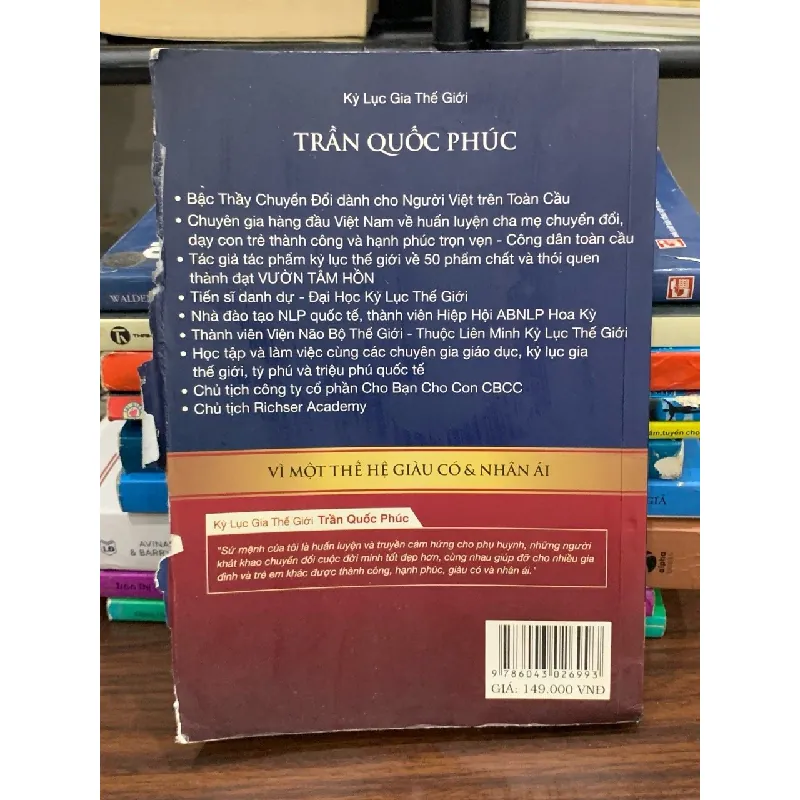 Kỷ Lục Gia Thế Giới
TRẦN QUỐC PHÚC
• Bậc Thầy Chuyển Đổi dành cho Người Việt trên Toàn Cầu
• Chuyên gia hàng đầu Việt Nam về huấn luyện cha mẹ chuyển đổi,
dạy con trẻ thành công và hạnh phúc trọn vẹn - Công dân toàn cầu
• Tác giả tác phẩm kỷ lục thế giới về 50 phẩm chất và thói quen
thành đạt VƯỜN TÂM HỒN
• Tiến sĩ danh dự - Đại Học Kỷ Lục Thế Giới
• Nhà đào tạo NLP quốc tế, thành viên Hiệp Hội ABNLP Hoa Kỳ
• Thành viên Viện Não Bộ Thế Giới - Thuộc Liên Minh Kỷ Lục Thế Giới
• Học tập và làm việc cùng các chuyên gia giáo dục, kỷ lục gia
thế giới, tỷ phú và triệu phú quốc tế
• Chủ tịch công ty cổ phần Cho Bạn Cho Con CBCC
• Chủ tịch Richser Academy
VÌ MỘT THẾ HỆ GIÀU CÓ & NHÂN ÁI
Kỷ Lục Gia Thế Giới Trần Quốc Phúc
"Sứ mệnh của tôi là huấn luyện và truyền cảm hứng cho phụ huynh, những người
khát khao chuyển đổi cuộc đời mình tốt đẹp hơn, cùng nhau giúp đỡ cho nhiều gia
đình và trẻ em khác được thành công, hạnh phúc, giàu có và nhân ái."
9 786043 026993
GIÁ: 149.000 VNĐ
WALDE
AVINA
& BARRY
alpha